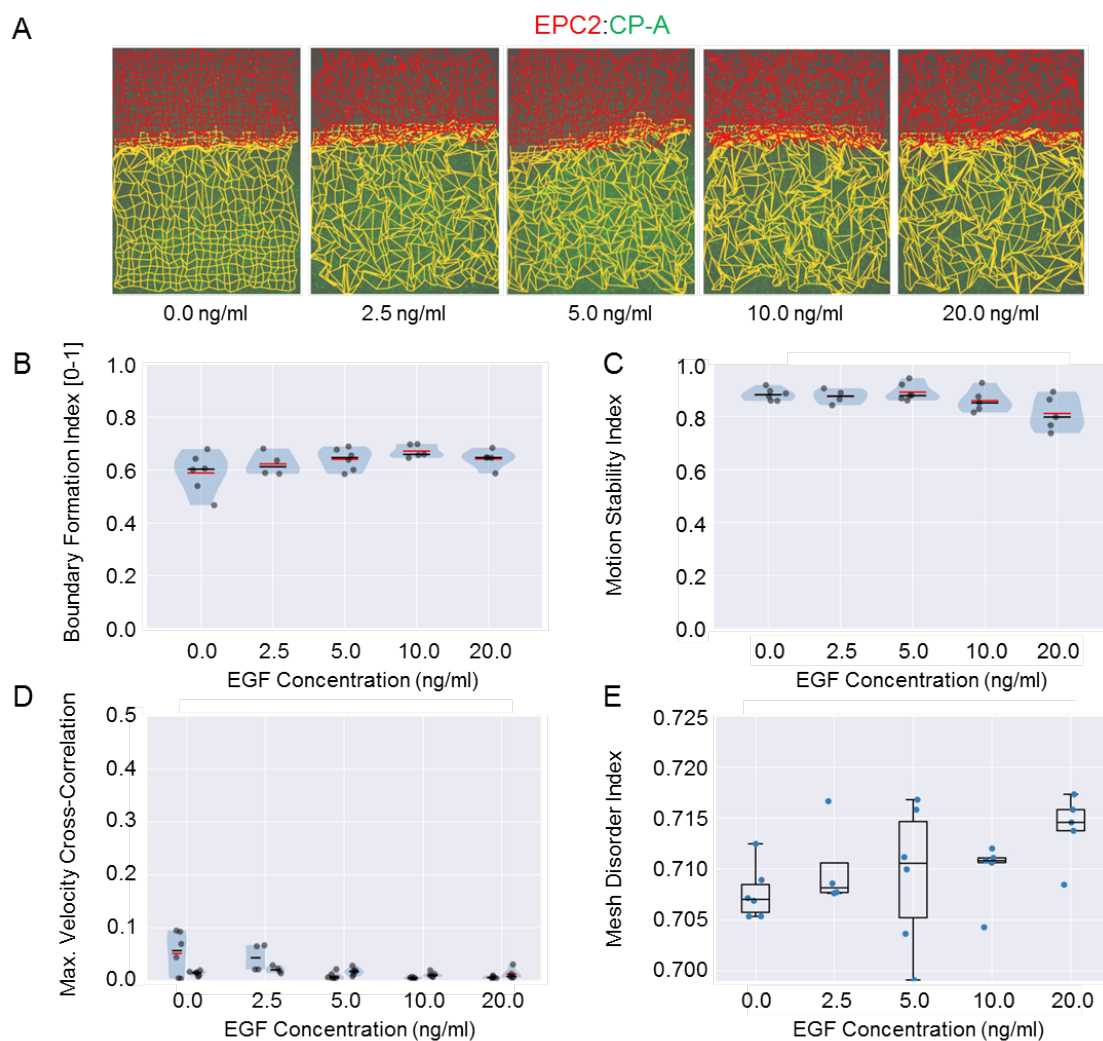 A
EPC2:CP-A
0.0 ng/ml
2.5 ng/ml
5.0 ng/ml
10.0 ng/ml
20.0 ng/ml
B
Boundary Formation Index [0-1]
1.0
0.8
0.6
0.4
0.2
0.0
0.0
2.5
5.0
10.0
20.0
EGF Concentration (ng/ml)
C
Motion Stability Index
1.0
0.8
0.6
0.4
0.2
0.0
0.0
2.5
5.0
10.0
20.0
EGF Concentration (ng/ml)
D
Max. Velocity Cross-Correlation
0.5
0.4
0.3
0.2
0.1
0.0
0.0
2.5
5.0
10.0
20.0
EGF Concentration (ng/ml)
E
Mesh Disorder Index
0.725
0.720
0.715
0.710
0.705
0.700
0.0
2.5
5.0
10.0
20.0
EGF Concentration (ng/ml)